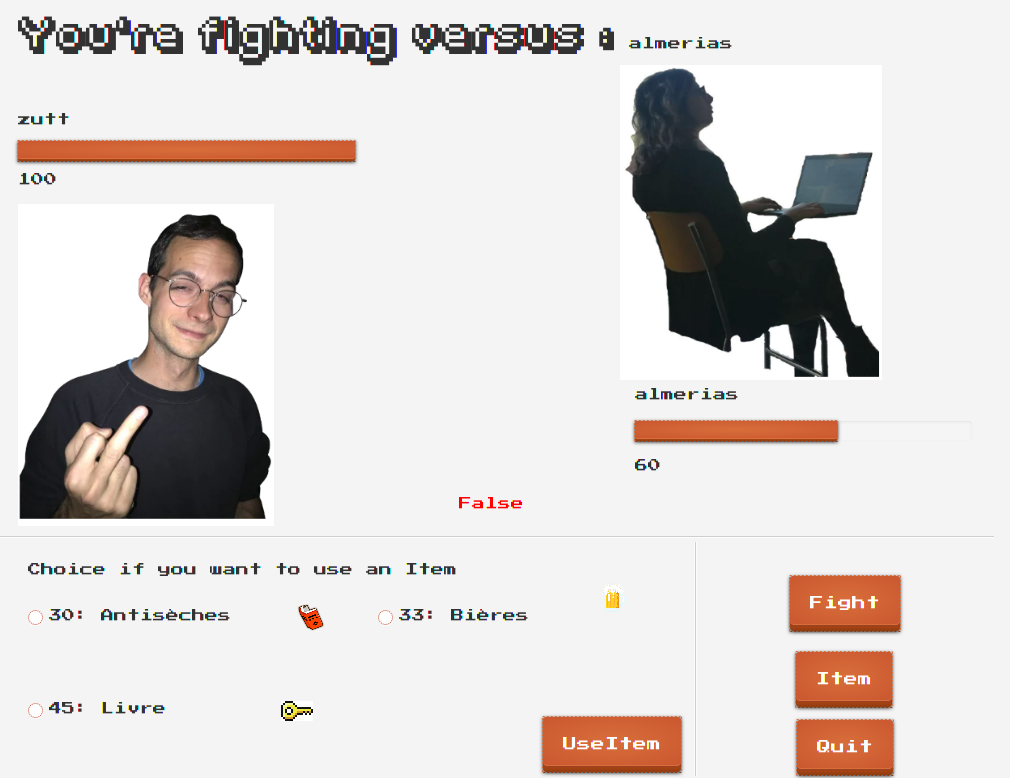 You're fighting versus : almerias
zutt
100
almerias
60
False
Choice if you want to use an Item
30: Antisèches
33: Bières
45: Livre
UseItem
Fight
Item
Quit